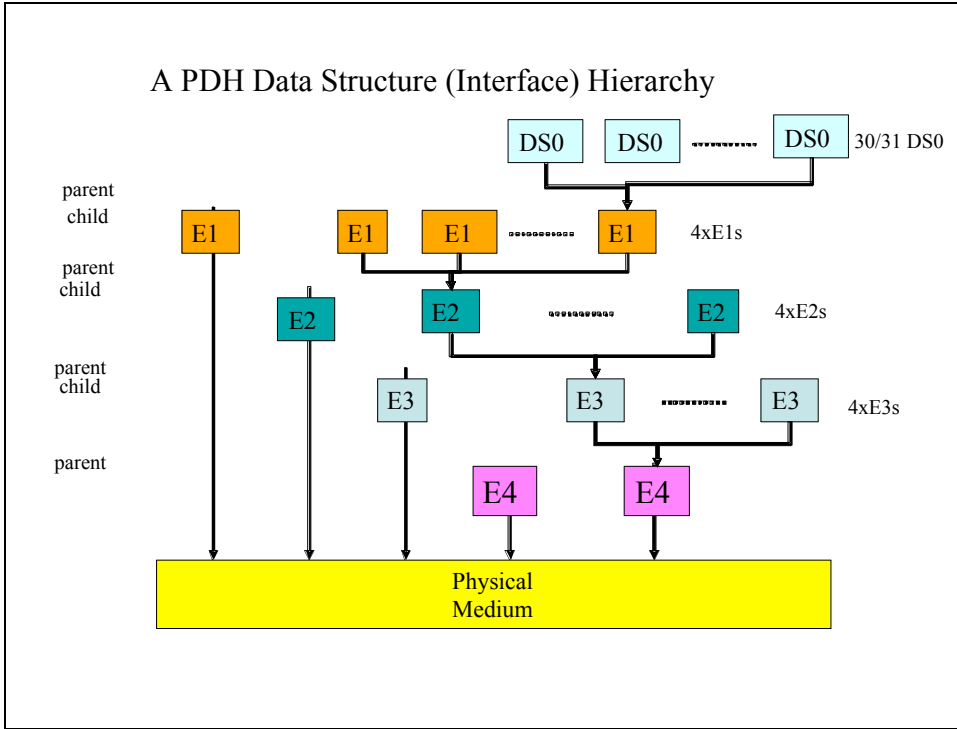 A PDH Data Structure (Interface) Hierarchy
DS0 DS0 DS0 30/31 DS0
parent
child
E1 E1 E1 E1 4xE1s
parent
child
E2 E2 E2 4xE2s
parent
child
E3 E3 E3 4xE3s
parent
E4 E4
Physical
Medium